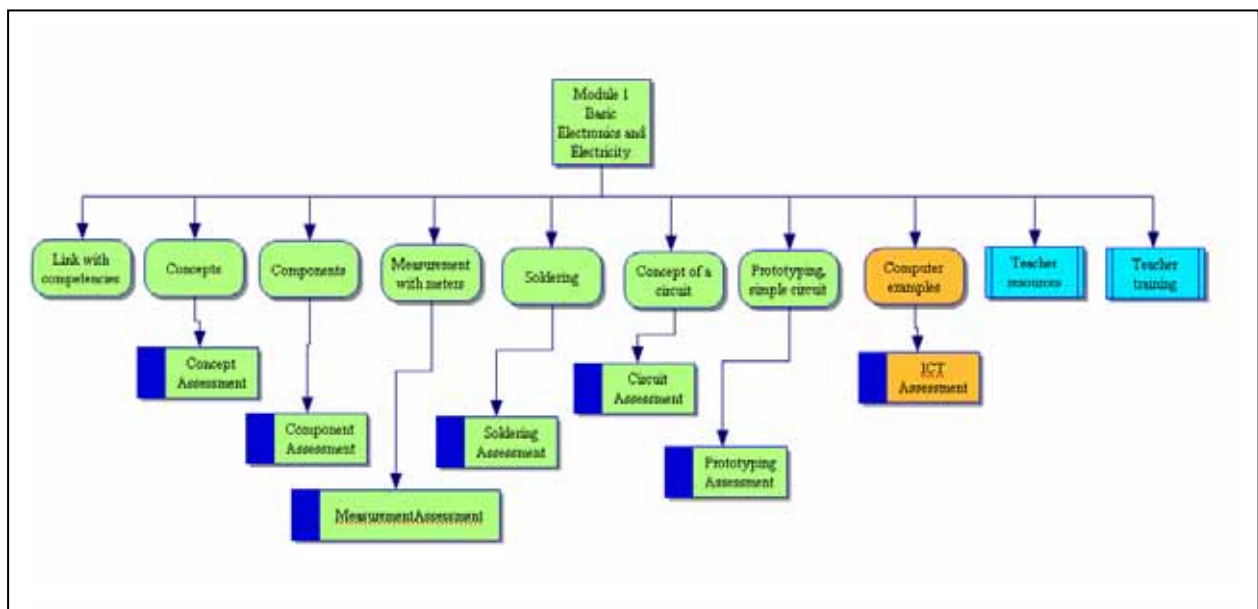 Module 1
Basic
Electronics and
Electricity
Link with
competencies
Concepts
Components
Measurement
with meters
Soldering
Concept of a
circuit
Prototyping,
simple circuit
Computer
examples
Teacher
resources
Teacher
training
Concept
Assessment
Component
Assessment
MeasurementAssessment
Soldering
Assessment
Circuit
Assessment
Prototyping
Assessment
ICT
Assessment